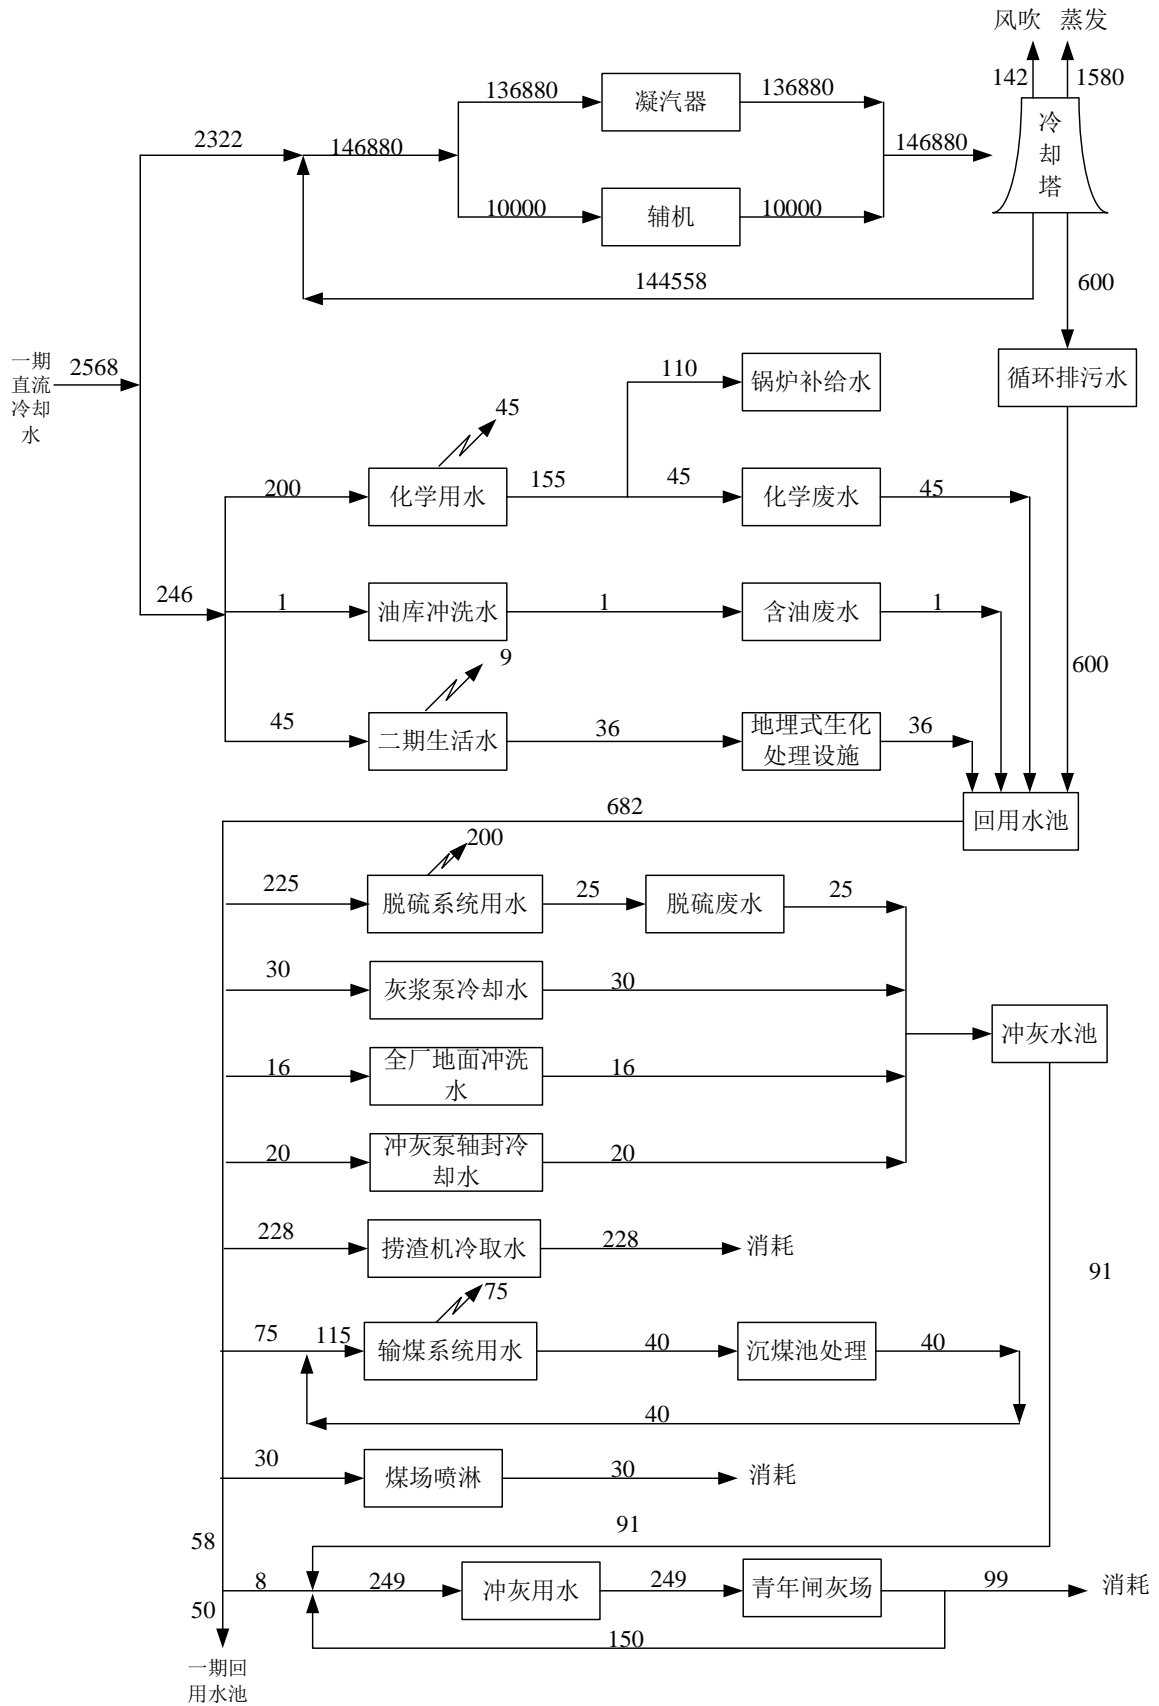 风吹 蒸发
142 1580
136880 凝汽器 136880
冷
却
塔
2322 146880 146880
10000 辅机 10000
144558
600
一期
直流
冷却
水
2568
110 锅炉补给水
循环排污水
45
200 化学用水 155 45 化学废水 45
246 1 油库冲洗水 1 含油废水 1
9
600
45 二期生活水 36 地埋式生化
处理设施
36
682 回用水池
200
225 脱硫系统用水 25 脱硫废水 25
30 灰浆泵冷却水 30
冲灰水池
16 全厂地面冲洗
水
16
20 冲灰泵轴封冷
却水
20
228 捞渣机冷取水 228 消耗
91
75
75 115 输煤系统用水 40 沉煤池处理 40
40
30 煤场喷淋 30 消耗
58 91
8 249 冲灰用水 249 青年闸灰场 99 消耗
50 150
一期回
用水池